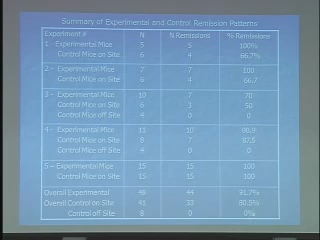 Summary of Experimental and Control Remission Patterns
Experiment # N N Remissions % Remissions
1 - Experimental Mice 5 5 100%
Control Mice on Site 6 4 66.7%
2 - Experimental Mice 7 7 100
Control Mice on Site 6 4 66.7
3 - Experimental Mice 10 7 70
Control Mice on Site 6 3 50
Control Mice off Site 4 0 0
4 - Experimental Mice 11 10 90.9
Control Mice on Site 8 7 87.5
Control Mice off Site 4 0 0
5 - Experimental Mice 15 15 100
Control Mice on Site 15 15 100
Overall Experimental 48 44 91.7%
Overall Control on Site 41 33 80.5%
Control off Site 8 0 0%